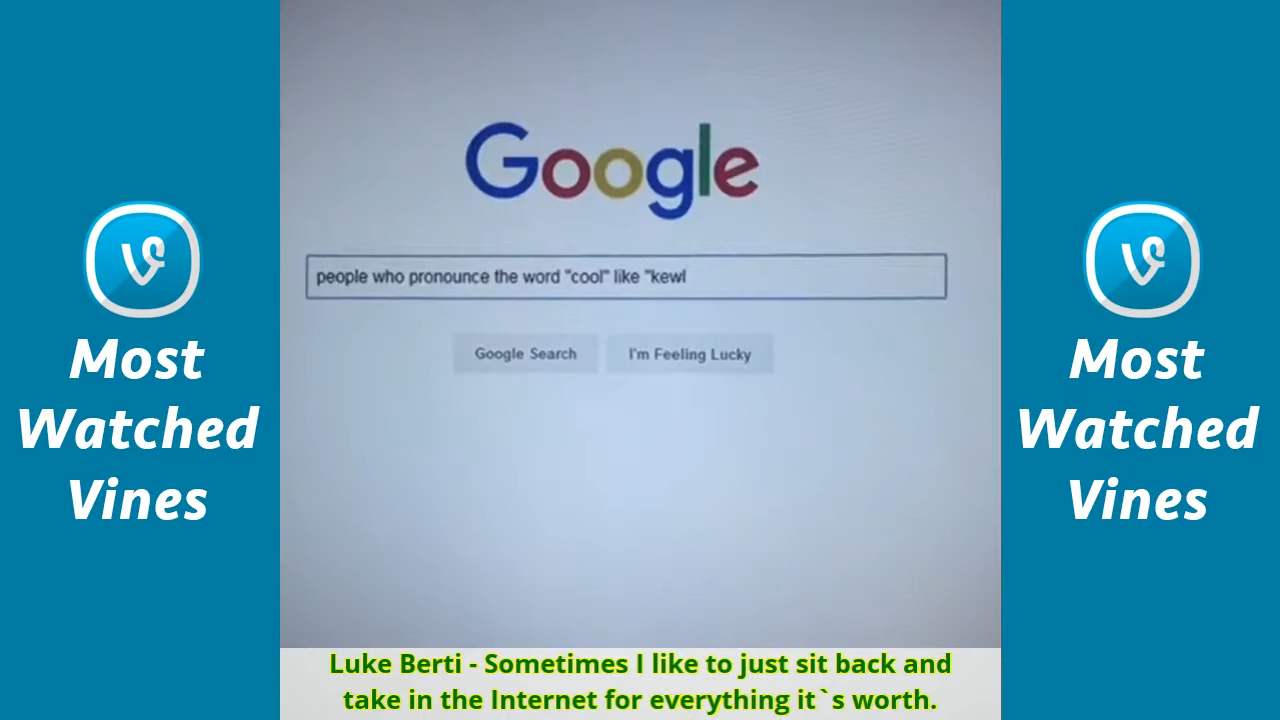 Google
people who pronounce the word "cool" like "kewl
Google Search
I'm Feeling Lucky
Most
Watched
Vines
Most
Watched
Vines
Luke Berti - Sometimes I like to just sit back and
take in the Internet for everything it`s worth.